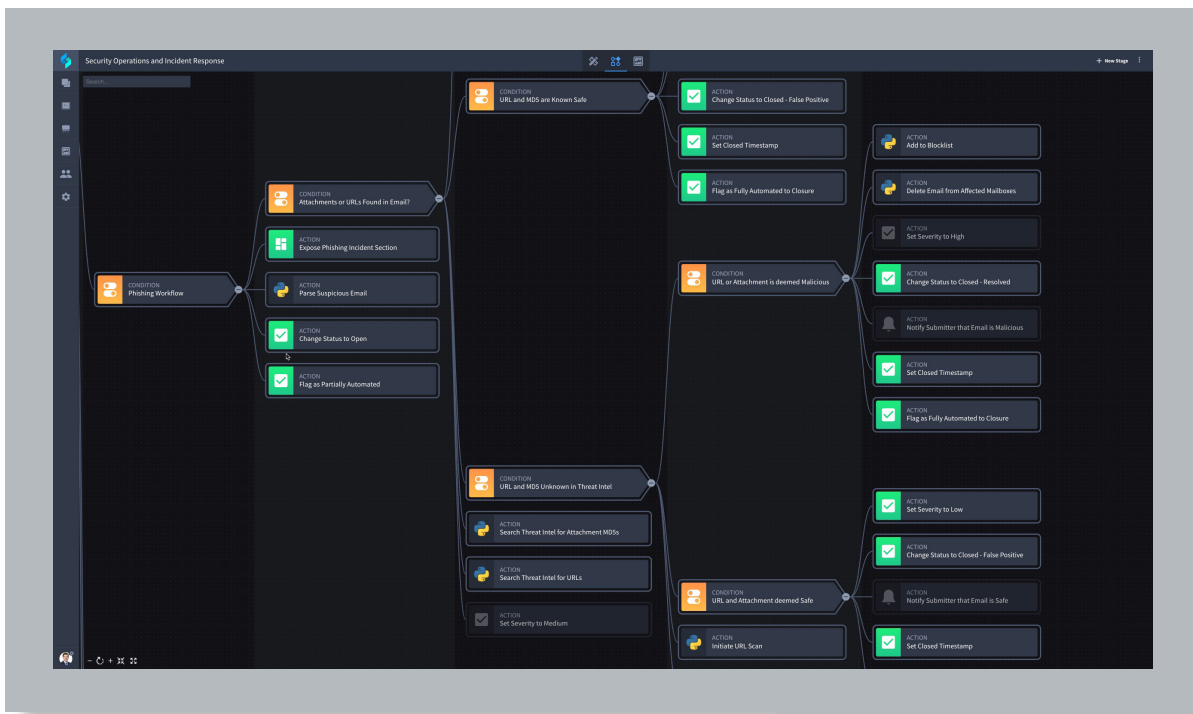 Security Operations and Incident Response
+ New Stage
Search...
CONDITION
Phishing Workflow
CONDITION
Attachments or URLs Found in Email?
ACTION
Expose Phishing Incident Section
ACTION
Parse Suspicious Email
ACTION
Change Status to Open
ACTION
Flag as Partially Automated
CONDITION
URL and MD5 are Known Safe
CONDITION
URL and MD5 Unknown in Threat Intel
ACTION
Search Threat Intel for Attachment MD5s
ACTION
Search Threat Intel for URLs
ACTION
Set Severity to Medium
ACTION
Change Status to Closed - False Positive
ACTION
Set Closed Timestamp
ACTION
Flag as Fully Automated to Closure
CONDITION
URL or Attachment is deemed Malicious
CONDITION
URL and Attachment deemed Safe
ACTION
Initiate URL Scan
ACTION
Add to Blocklist
ACTION
Delete Email from Affected Mailboxes
ACTION
Set Severity to High
ACTION
Change Status to Closed - Resolved
ACTION
Notify Submitter that Email is Malicious
ACTION
Set Closed Timestamp
ACTION
Flag as Fully Automated to Closure
ACTION
Set Severity to Low
ACTION
Change Status to Closed - False Positive
ACTION
Notify Submitter that Email is Safe
ACTION
Set Closed Timestamp